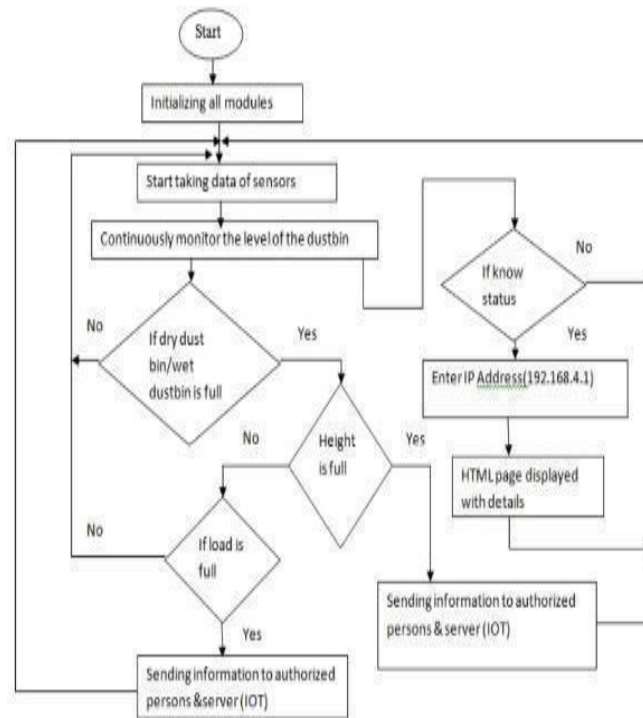 Start
Initializing all modules
Start taking data of sensors
Continuously monitor the level of the dustbin
If know
status
No
Yes
No
If dry dust
bin/wet
dustbin is full
Yes
Enter IP Address(192.168.4.1)
No
Height
is full
Yes
HTML page displayed
with details
No
If load is
full
Yes
Sending information to authorized
persons & server (IOT)
Sending information to authorized
persons &server (IOT)